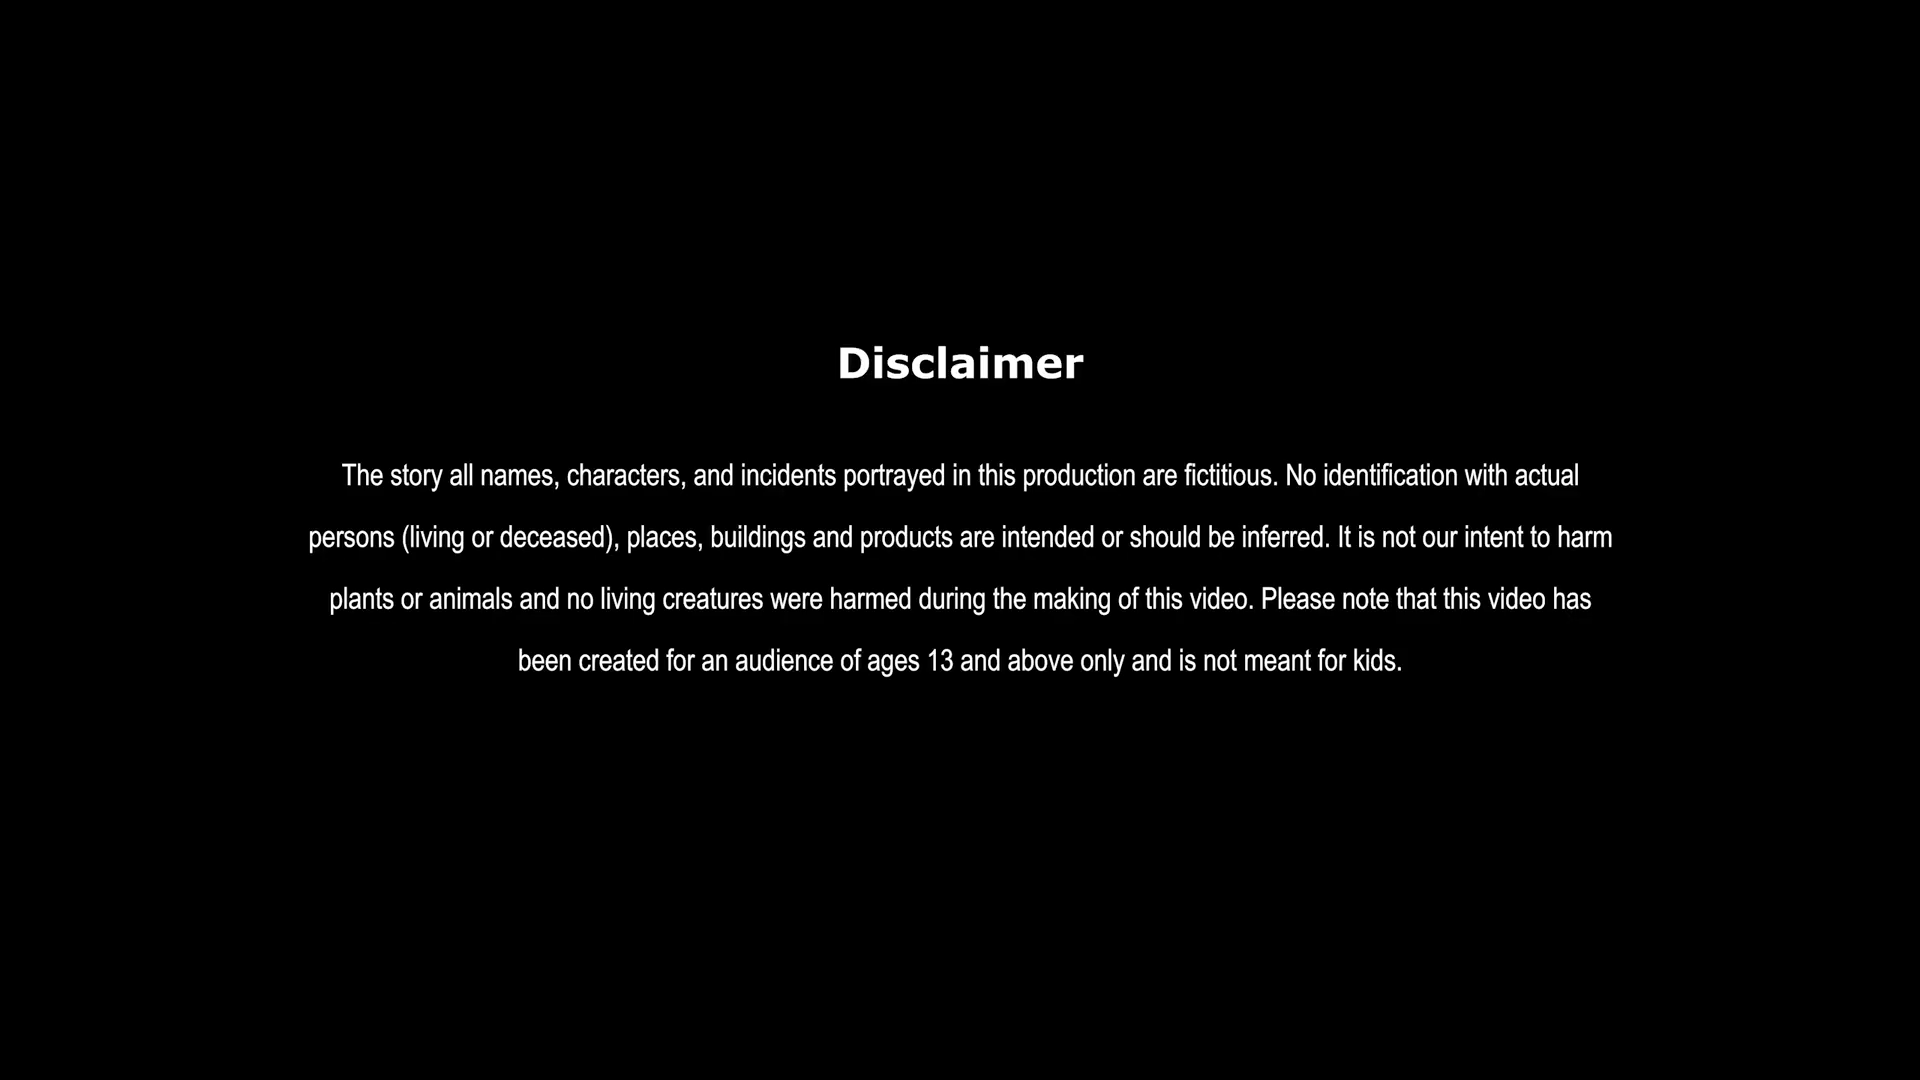 Disclaimer
The story all names, characters, and incidents portrayed in this production are fictitious. No identification with actual
persons (living or deceased), places, buildings and products are intended or should be inferred. It is not our intent to harm
plants or animals and no living creatures were harmed during the making of this video. Please note that this video has
been created for an audience of ages 13 and above only and is not meant for kids.